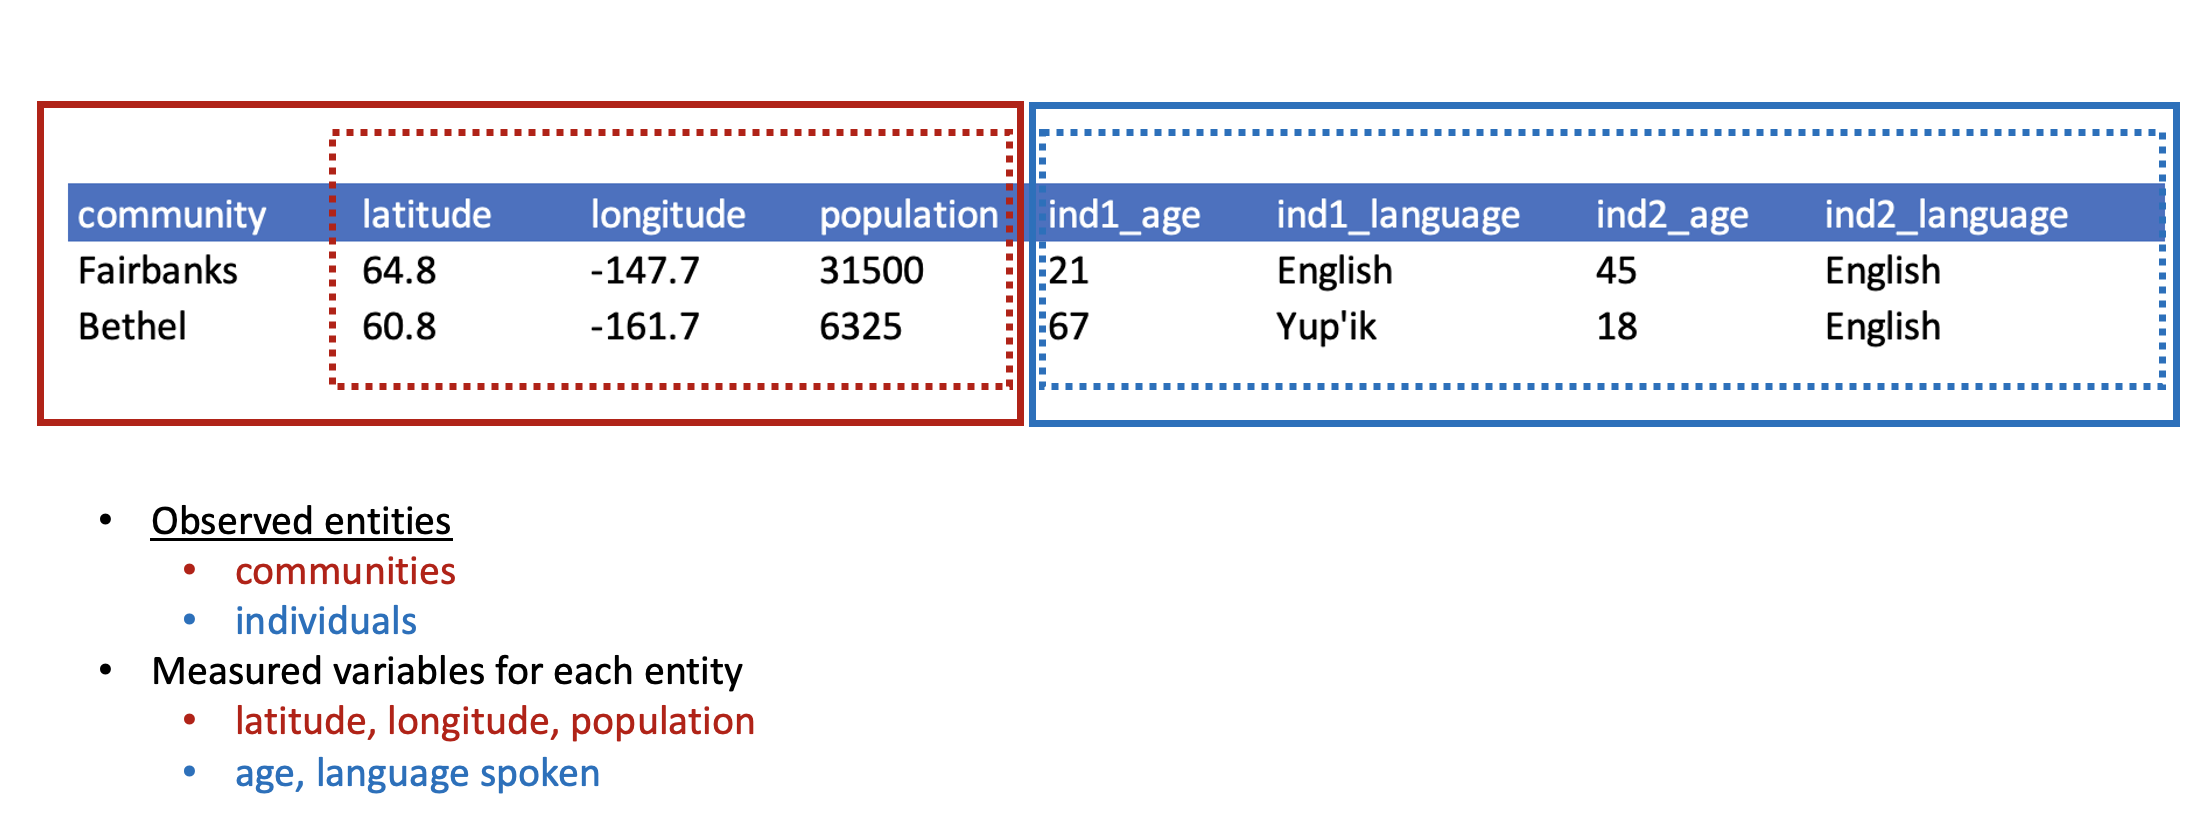 community latitude longitude population ind1_age ind1_language ind2_age ind2_language
Fairbanks 64.8 -147.7 31500 21 English 45 English
Bethel 60.8 -161.7 6325 67 Yup'ik 18 English
• Observed entities
• communities
• individuals
• Measured variables for each entity
• latitude, longitude, population
• age, language spoken